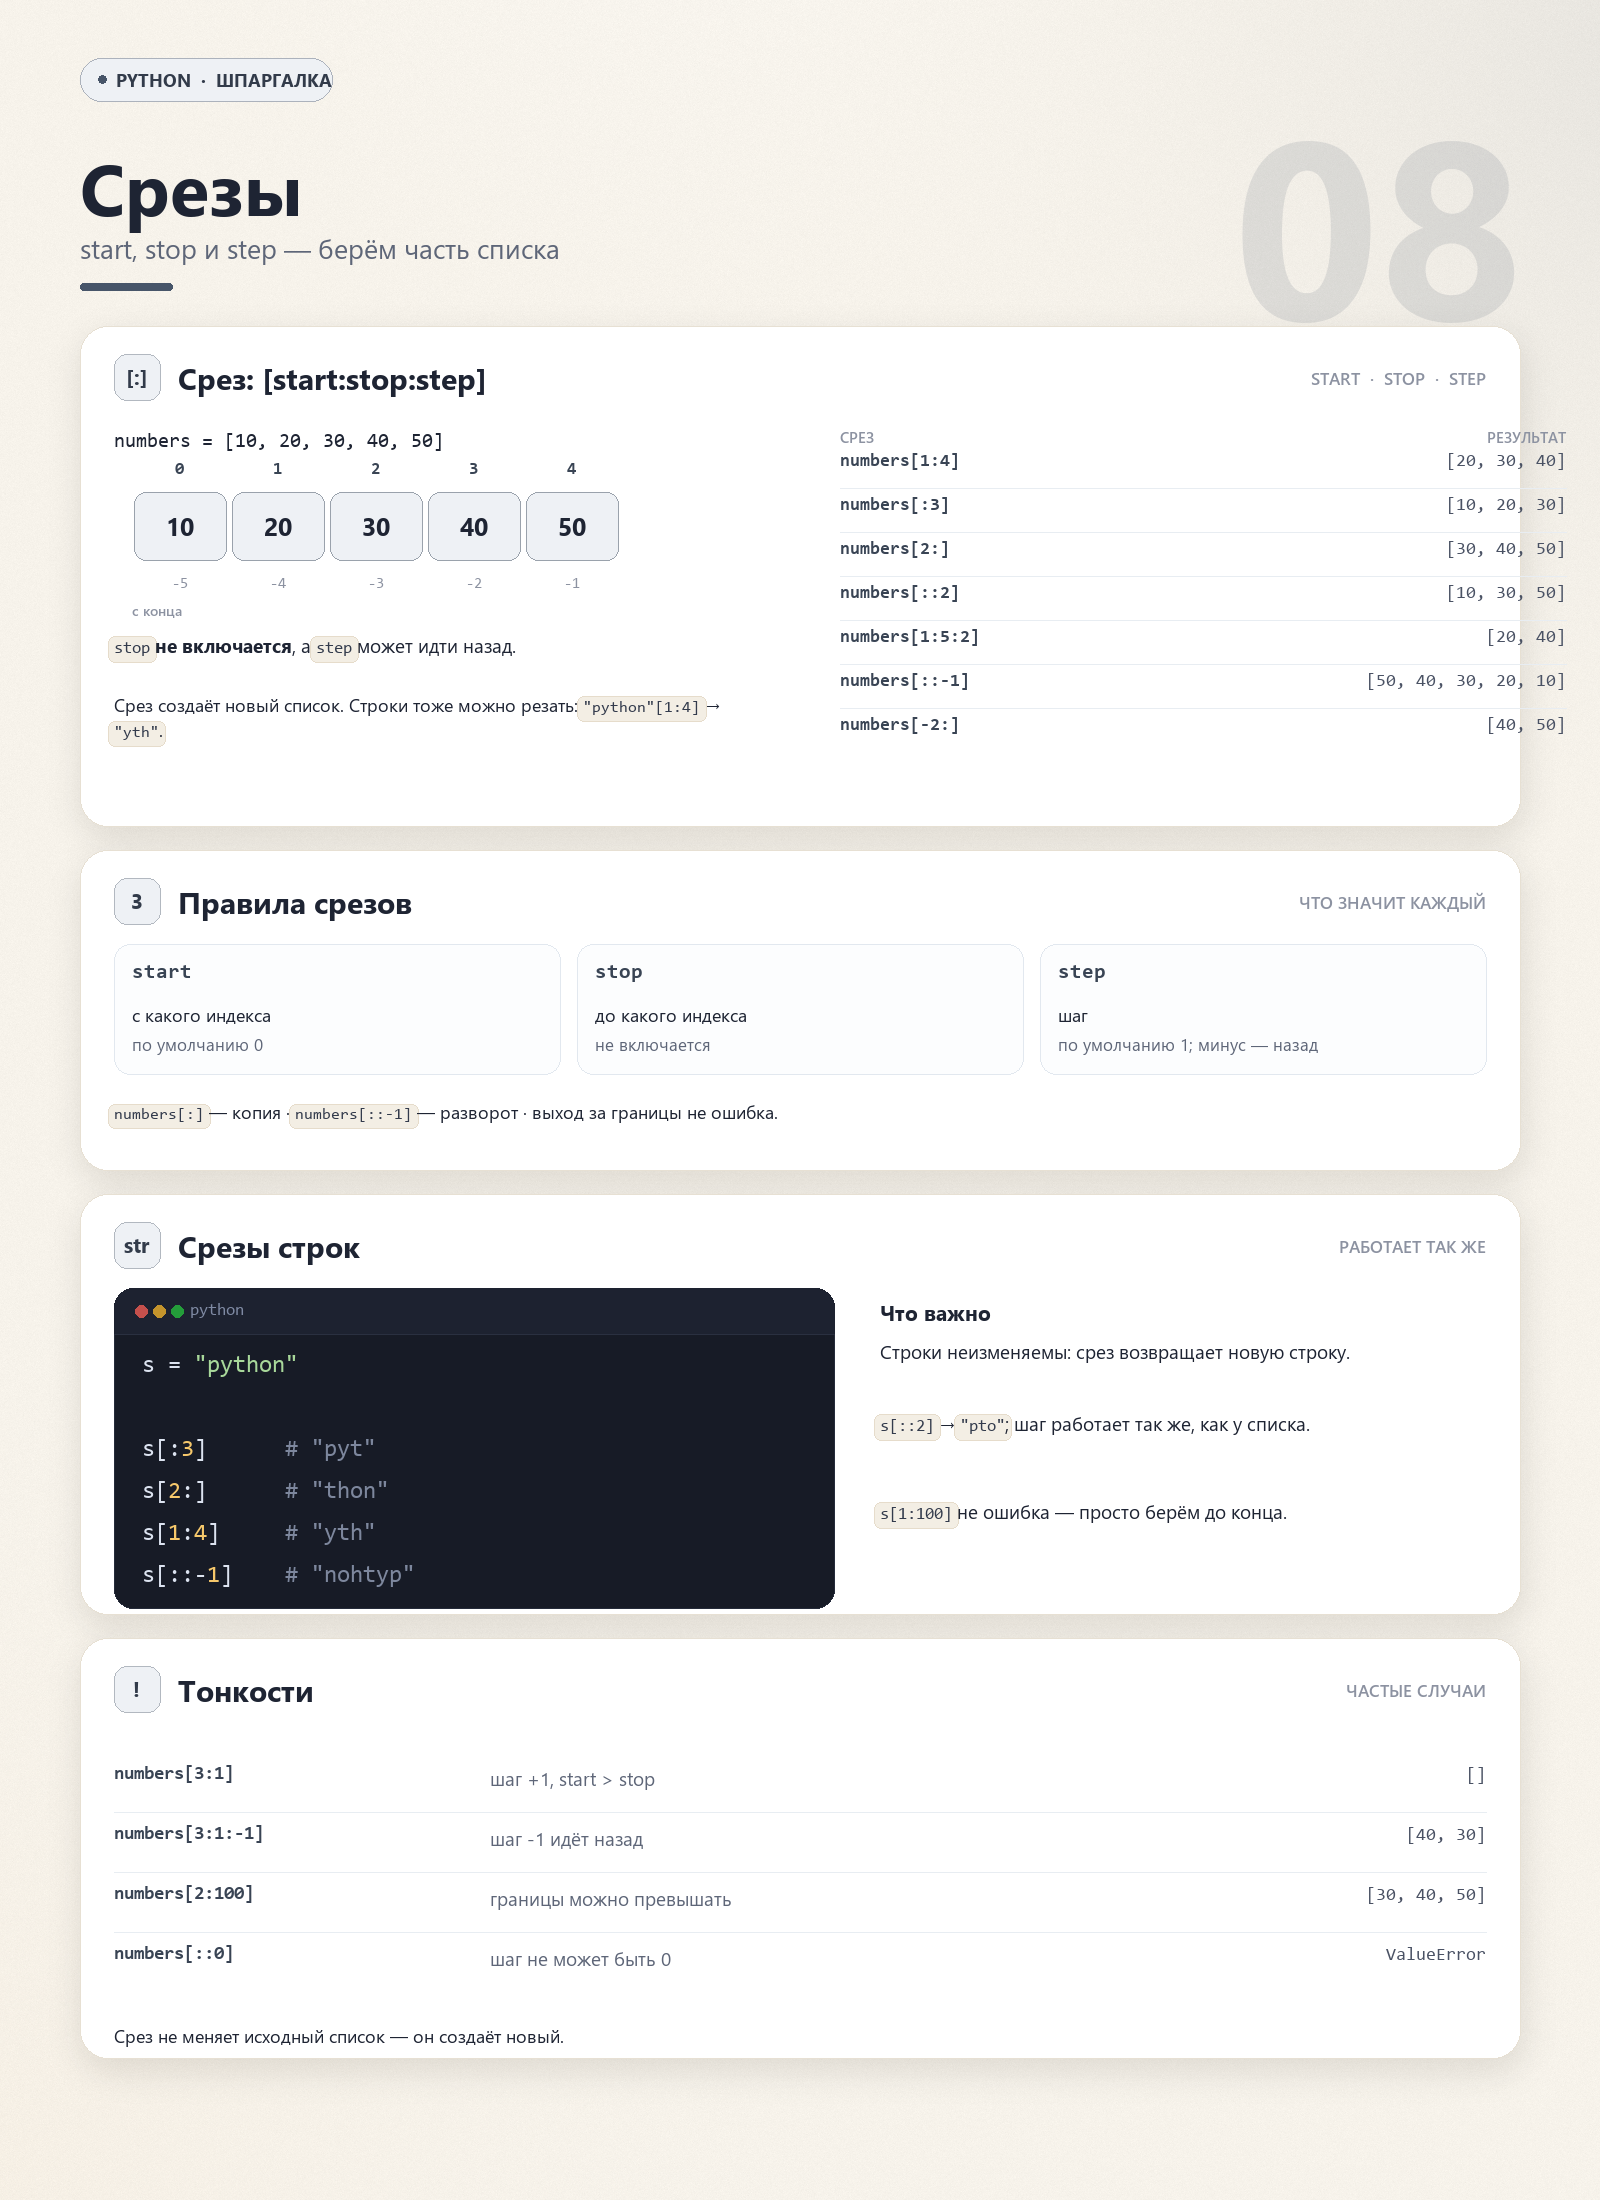 PYTHON · ШПАРГАЛКА
08
Срезы
start, stop и step — берём часть списка
[:] Срез: [start:stop:step]
START · STOP · STEP
numbers = [10, 20, 30, 40, 50]
0 1 2 3 4
10 20 30 40 50
-5 -4 -3 -2 -1
с конца
stop не включается, а step может идти назад.
Срез создаёт новый список. Строки тоже можно резать: "python"[1:4] →
"yth".
СРЕЗ РЕЗУЛЬТАТ
numbers[1:4] [20, 30, 40]
numbers[:3] [10, 20, 30]
numbers[2:] [30, 40, 50]
numbers[::2] [10, 30, 50]
numbers[1:5:2] [20, 40]
numbers[::-1] [50, 40, 30, 20, 10]
numbers[-2:] [40, 50]
3 Правила срезов
ЧТО ЗНАЧИТ КАЖДЫЙ
start
с какого индекса
по умолчанию 0
stop
до какого индекса
не включается
step
шаг
по умолчанию 1; минус — назад
numbers[:] — копия · numbers[::-1] — разворот · выход за границы не ошибка.
str Срезы строк
РАБОТАЕТ ТАК ЖЕ
python
s = "python"
s[:3] # "pyt"
s[2:] # "thon"
s[1:4] # "yth"
s[::-1] # "nohtyp"
Что важно
Строки неизменяемы: срез возвращает новую строку.
s[::2] → "pto"; шаг работает так же, как у списка.
s[1:100] не ошибка — просто берём до конца.
! Тонкости
ЧАСТЫЕ СЛУЧАИ
numbers[3:1] шаг +1, start > stop []
numbers[3:1:-1] шаг -1 идёт назад [40, 30]
numbers[2:100] границы можно превышать [30, 40, 50]
numbers[::0] шаг не может быть 0 ValueError
Срез не меняет исходный список — он создаёт новый.